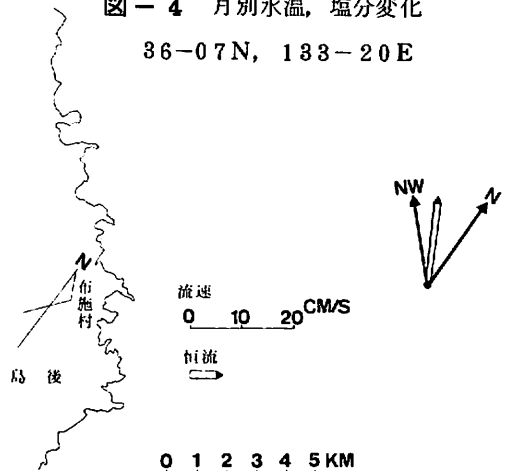 図－4 月別水温, 塩分変化
36-07N, 133-20E
NW
N
N
布施村
島 後
流速
0 10 20 CM/S
恒流
0 1 2 3 4 5 KM